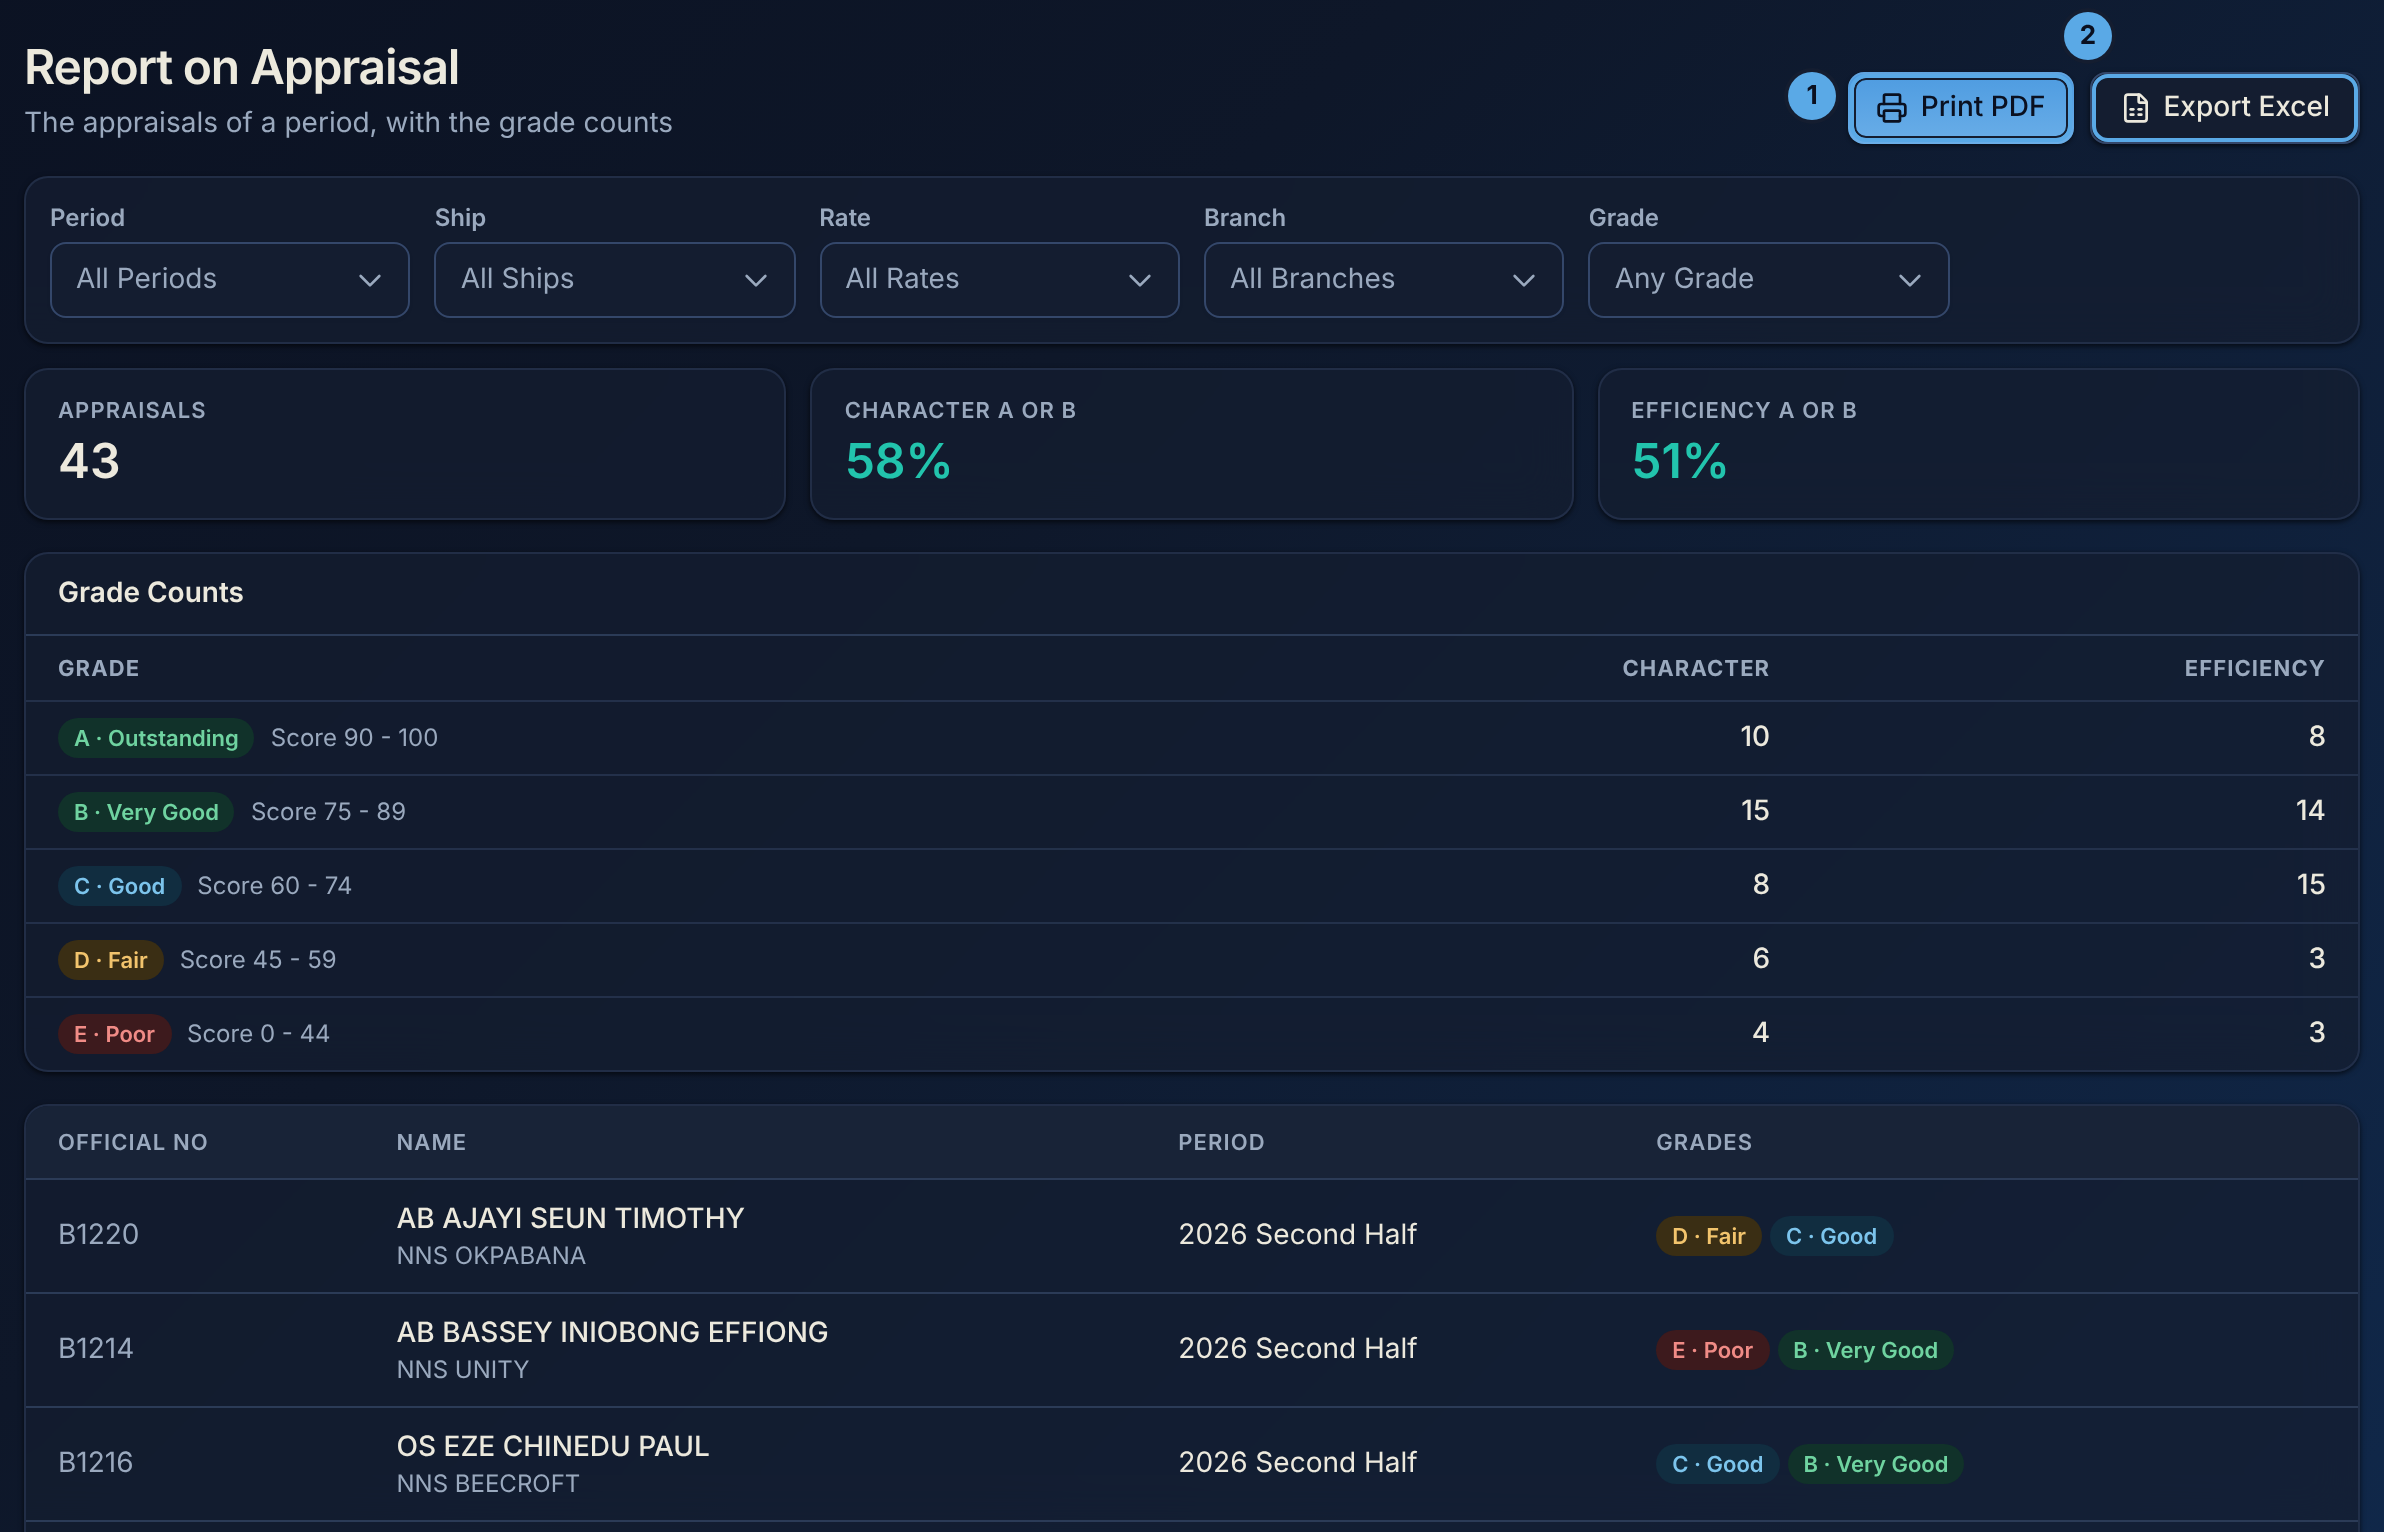 Report on Appraisal
The appraisals of a period, with the grade counts
1
Print PDF
2
Export Excel
Period
Ship
Rate
Branch
Grade
All Periods
All Ships
All Rates
All Branches
Any Grade
APPRAISALS
43
CHARACTER A OR B
58%
EFFICIENCY A OR B
51%
Grade Counts
GRADE CHARACTER EFFICIENCY
A · Outstanding Score 90 - 100 10 8
B · Very Good Score 75 - 89 15 14
C · Good Score 60 - 74 8 15
D · Fair Score 45 - 59 6 3
E · Poor Score 0 - 44 4 3
OFFICIAL NO NAME PERIOD GRADES
B1220 AB AJAYI SEUN TIMOTHY 2026 Second Half D · Fair C · Good
NNS OKPABANA
B1214 AB BASSEY INIOBONG EFFIONG 2026 Second Half E · Poor B · Very Good
NNS UNITY
B1216 OS EZE CHINEDU PAUL 2026 Second Half C · Good B · Very Good
NNS BEECROFT